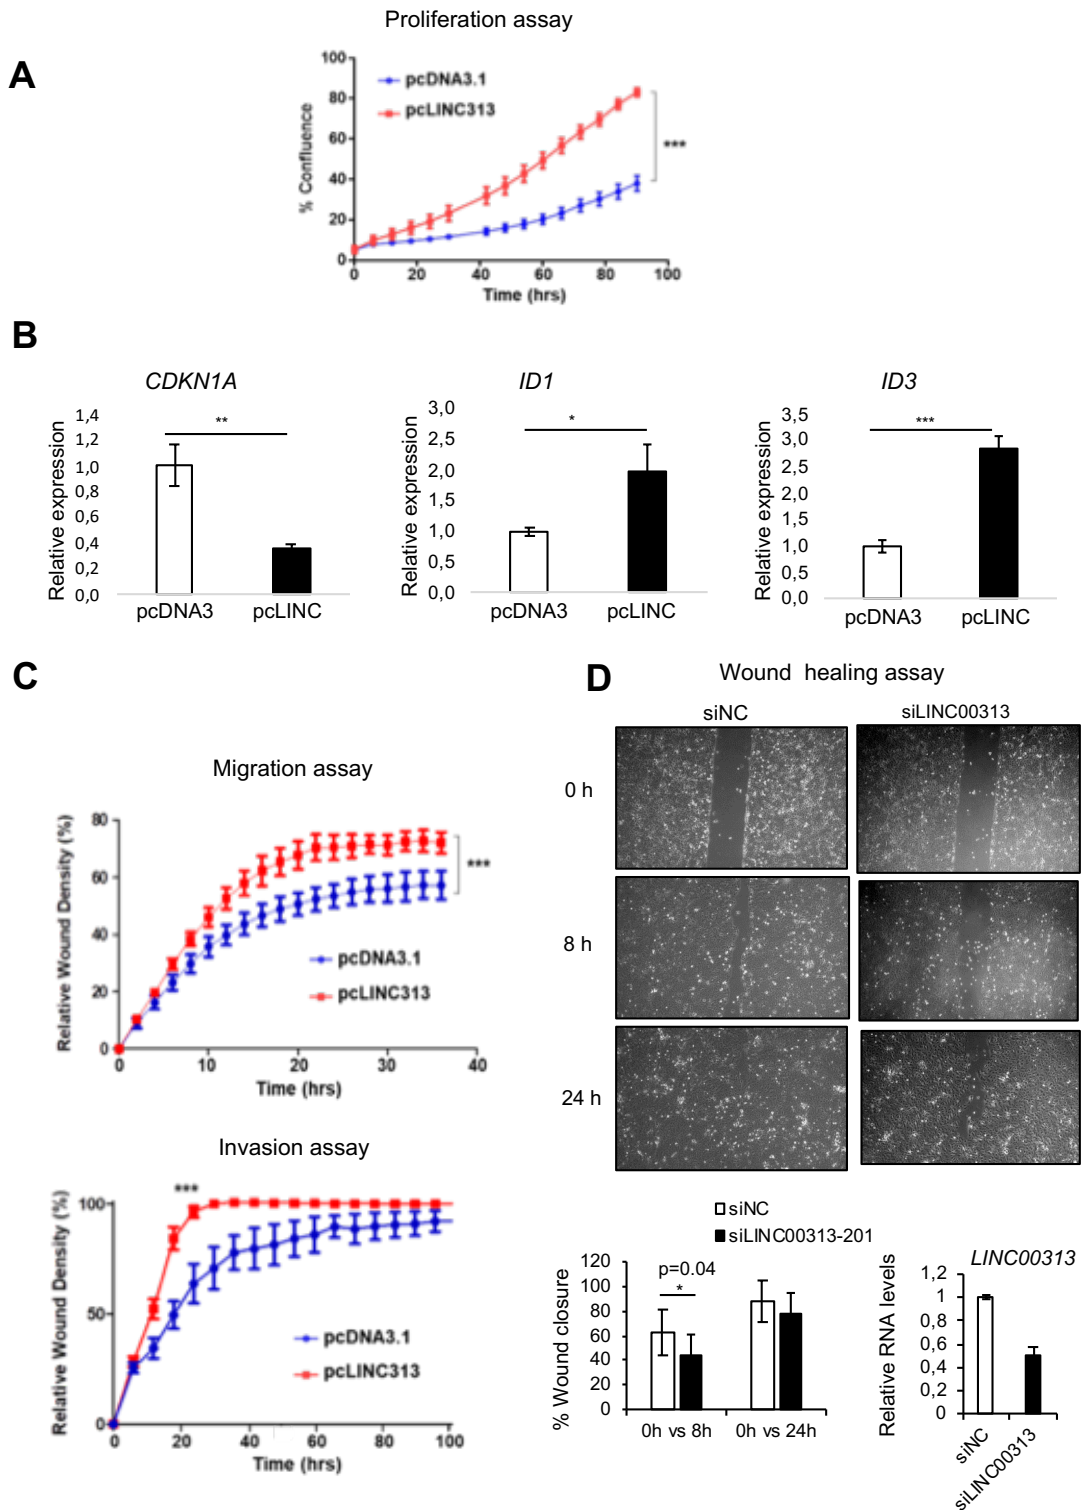 Proliferation assay
A
100
80
60
40
20
0
% Confluence
pcDNA3.1
pcLINC313
***
0 20 40 60 80 100
Time (hrs)
B
CDKN1A
Relative expression
1,4
1,2
1,0
0,8
0,6
0,4
0,2
0,0
**
pcDNA3 pcLINC
ID1
Relative expression
3,0
2,5
2,0
1,5
1,0
0,5
0,0
*
pcDNA3 pcLINC
ID3
Relative expression
3,5
3,0
2,5
2,0
1,5
1,0
0,5
0,0
***
pcDNA3 pcLINC
C
Migration assay
Relative Wound Density (%)
80
60
40
20
0
***
pcDNA3.1
pcLINC313
0 10 20 30 40
Time (hrs)
Invasion assay
Relative Wound Density (%)
100
50
0
***
pcDNA3.1
pcLINC313
0 20 40 60 80 100
Time (hrs)
D
Wound healing assay
siNC siLINC00313
0 h
8 h
24 h
siNC
siLINC00313-201
% Wound closure
120
100
80
60
40
20
0
p=0.04
*
0h vs 8h 0h vs 24h
LINC00313
Relative RNA levels
1,2
1
0,8
0,6
0,4
0,2
0
siNC
siLINC00313